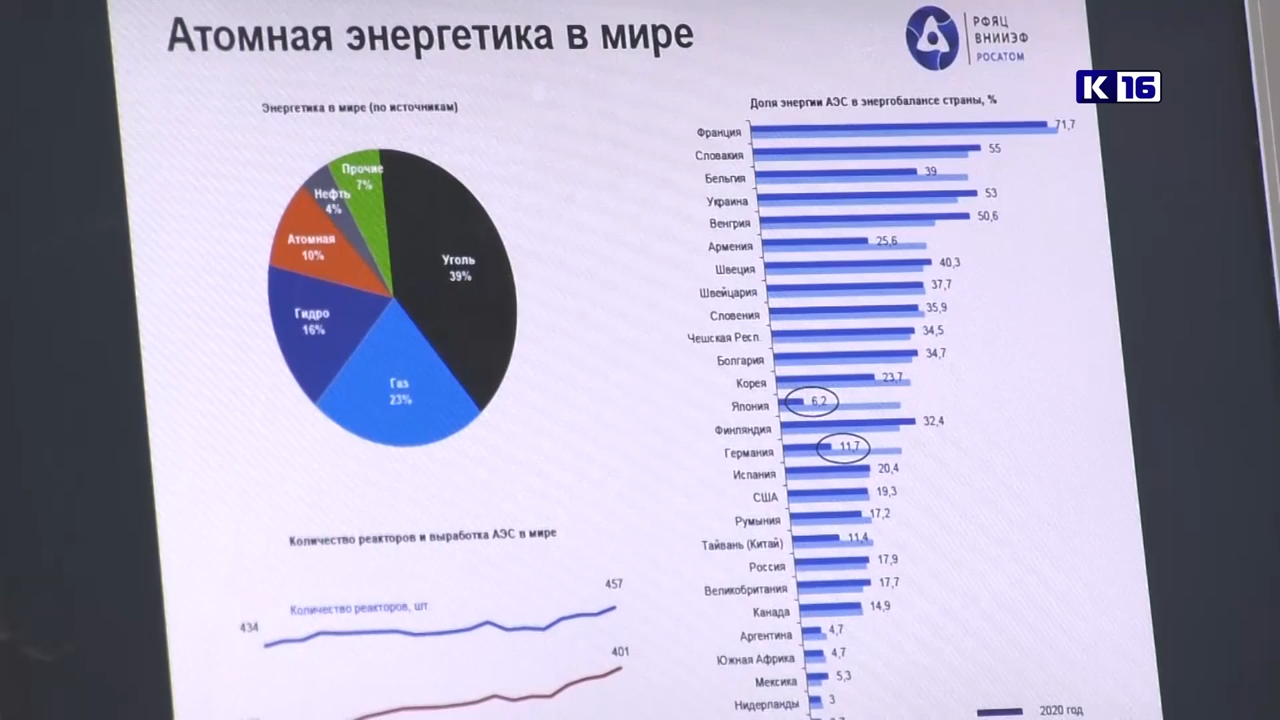 Атомная энергетика в мире
РФЯЦ
ВНИИЭФ
РОСАТОМ
К 16
Энергетика в мире (по источникам)
Прочие
7%
Нефть
4%
Атомная
10%
Гидро
16%
Газ
23%
Уголь
39%
Доля энергии АЭС в энергобалансе страны, %
Франция 71,7
Словакия 55
Бельгия 39
Украина 53
Венгрия 50,6
Армения 25,6
Швеция 40,3
Швейцария 37,7
Словения 35,9
Чешская Респ. 34,5
Болгария 34,7
Корея 23,7
Япония 6,2
Финляндия 32,4
Германия 11,7
Испания 20,4
США 19,3
Румыния 17,2
Тайвань (Китай) 11,4
Россия 17,9
Великобритания 17,7
Канада 14,9
Аргентина 4,7
Южная Африка 4,7
Мексика 5,3
Нидерланды 3
2020 год
Количество реакторов и выработка АЭС в мире
Количество реакторов, шт.
434
457
401